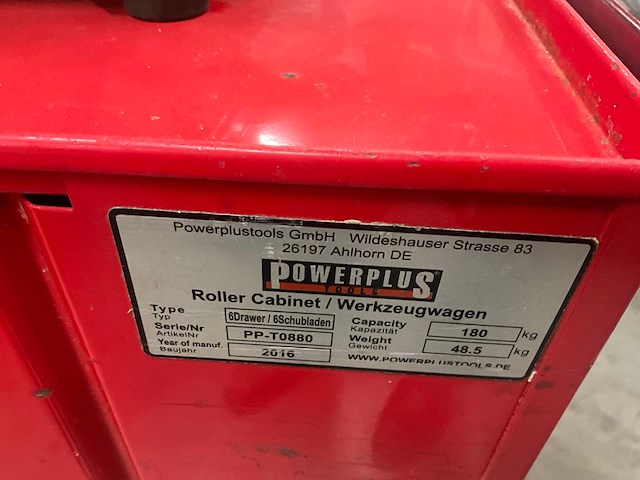 Powerplustools GmbH Wildeshauser Strasse 83
26197 Ahlhorn DE
POWERPLUS
TOOLS
Roller Cabinet / Werkzeugwagen
Type
Typ
6Drawer / 6Schubladen
Capacity
Kapazität
180 kg
Serie/Nr
ArtikelNr
PP-T0880
Weight
Gewicht
48.5 kg
Year of manuf.
Baujahr
2016
WWW.POWERPLUSTOOLS.DE